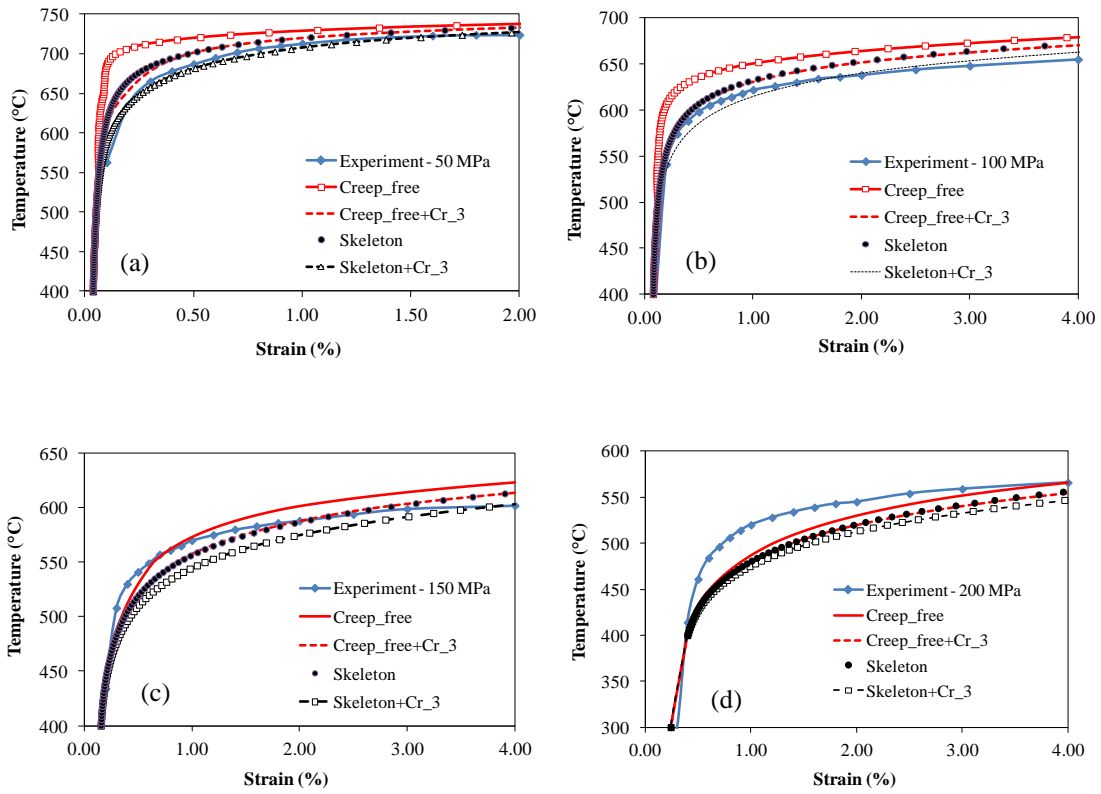 750
700
650
600
550
500
450
400
Temperature (°C)
Experiment - 50 MPa
Creep_free
Creep_free+Cr_3
Skeleton
Skeleton+Cr_3
(a)
0.00
0.50
1.00
1.50
2.00
Strain (%)
700
650
600
550
500
450
400
Temperature (°C)
Experiment - 100 MPa
Creep_free
Creep_free+Cr_3
Skeleton
Skeleton+Cr_3
(b)
0.00
1.00
2.00
3.00
4.00
Strain (%)
650
600
550
500
450
400
Temperature (°C)
Experiment - 150 MPa
Creep_free
Creep_free+Cr_3
Skeleton
Skeleton+Cr_3
(c)
0.00
1.00
2.00
3.00
4.00
Strain (%)
600
550
500
450
400
350
300
Temperature (°C)
Experiment - 200 MPa
Creep_free
Creep_free+Cr_3
Skeleton
Skeleton+Cr_3
(d)
0.00
1.00
2.00
3.00
4.00
Strain (%)